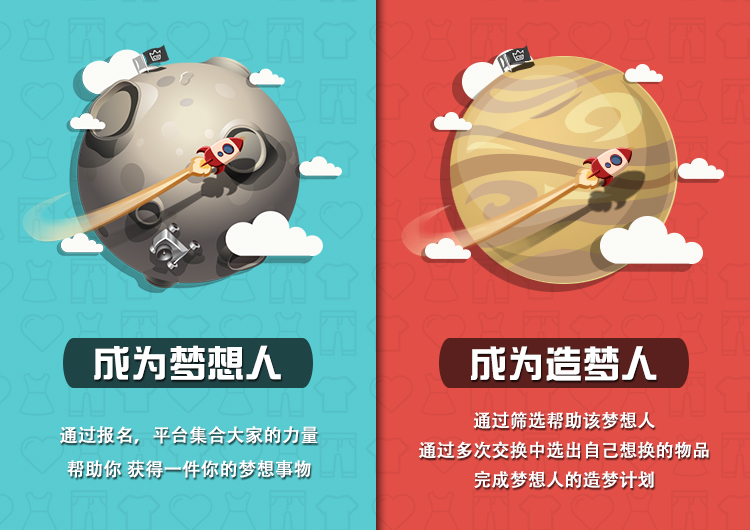 成为梦想人
通过报名，平台集合大家的力量
帮助你 获得一件你的梦想事物
成为造梦人
通过筛选帮助该梦想人
通过多次交换中选出自己想换的物品
完成梦想人的造梦计划